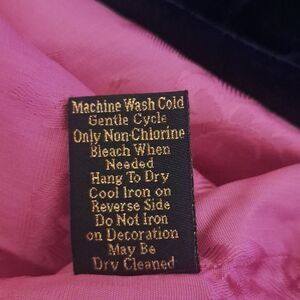 Machine Wash Cold
Gentle Cycle
Only Non-Chlorine
Bleach When
Needed
Hang To Dry
Cool Iron on
Reverse Side
Do Not Iron
on Decoration
May Be
Dry Cleaned